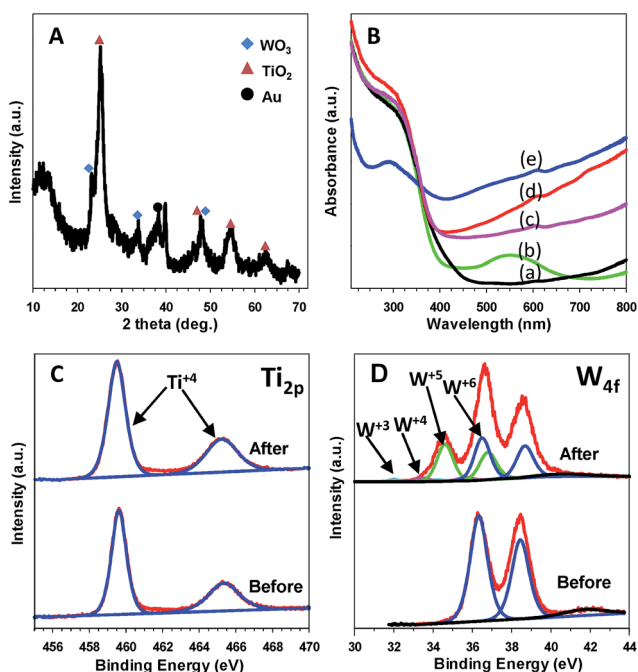 A
WO3
TiO2
Au
Intensity (a.u.)
10 20 30 40 50 60 70
2 theta (deg.)
B
(e)
(d)
(c)
(b)
(a)
Absorbance (a.u.)
300 400 500 600 700 800
Wavelength (nm)
C
Ti+4
Ti2p
After
Before
Intensity (a.u.)
456 458 460 462 464 466 468 470
Binding Energy (eV)
D
W4f
W+3
W+4
W+5
W+6
After
Before
Intensity (a.u.)
30 32 34 36 38 40 42 44
Binding Energy (eV)